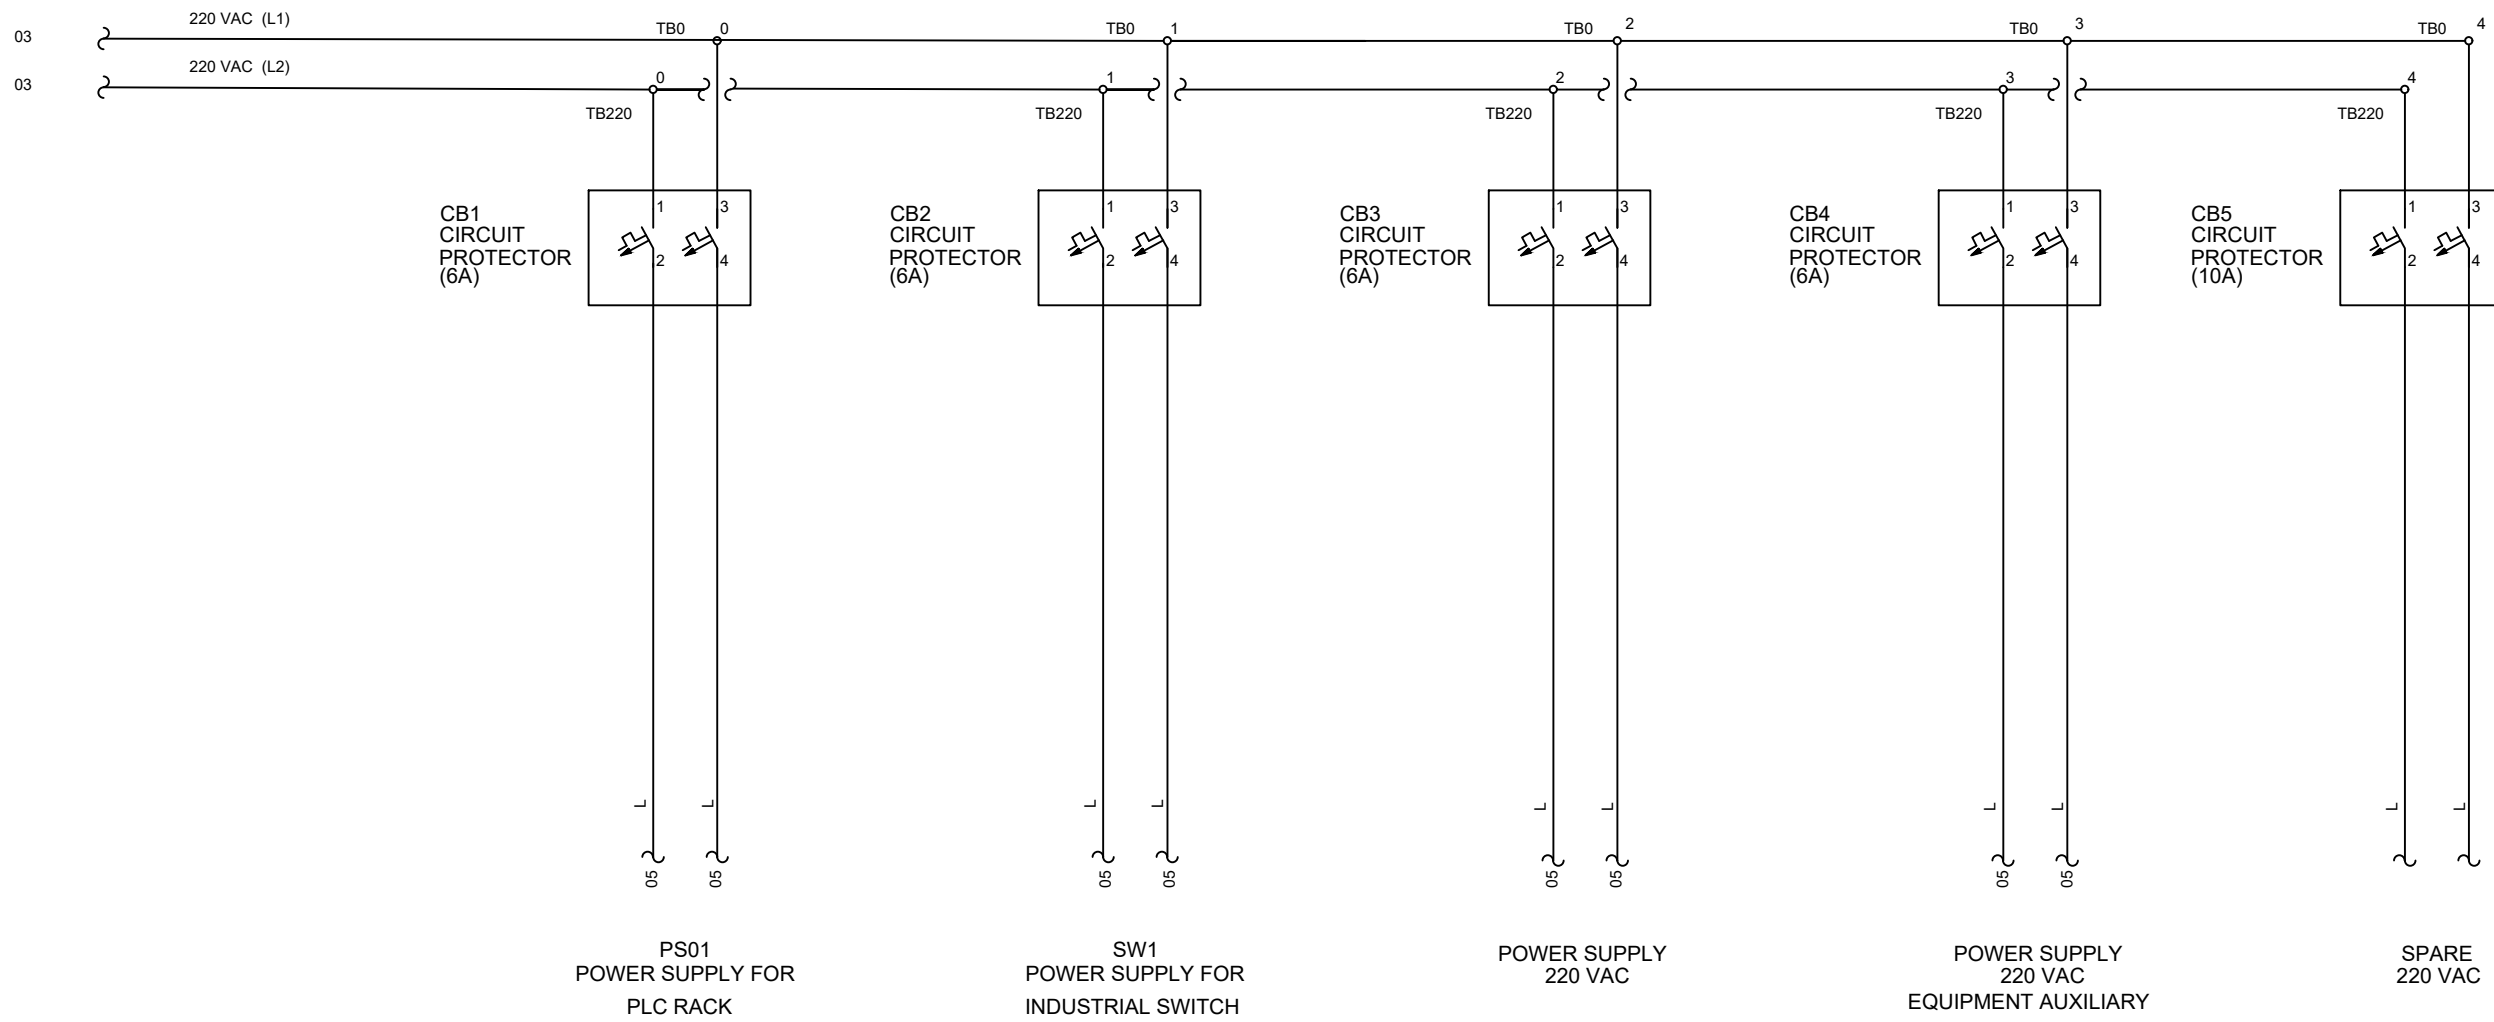 220 VAC (L1)
03
TB0 0
TB0 1
TB0 2
TB0 3
TB0 4
220 VAC (L2)
03
0
1
2
3
4
TB220
TB220
TB220
TB220
TB220
CB1
CIRCUIT
PROTECTOR
(6A)
1 3
2 4
CB2
CIRCUIT
PROTECTOR
(6A)
1 3
2 4
CB3
CIRCUIT
PROTECTOR
(6A)
1 3
2 4
CB4
CIRCUIT
PROTECTOR
(6A)
1 3
2 4
CB5
CIRCUIT
PROTECTOR
(10A)
1 3
2 4
L L
L L
L L
L L
L L
05 05
05 05
05 05
05 05
PS01
POWER SUPPLY FOR
PLC RACK
SW1
POWER SUPPLY FOR
INDUSTRIAL SWITCH
POWER SUPPLY
220 VAC
POWER SUPPLY
220 VAC
EQUIPMENT AUXILIARY
SPARE
220 VAC